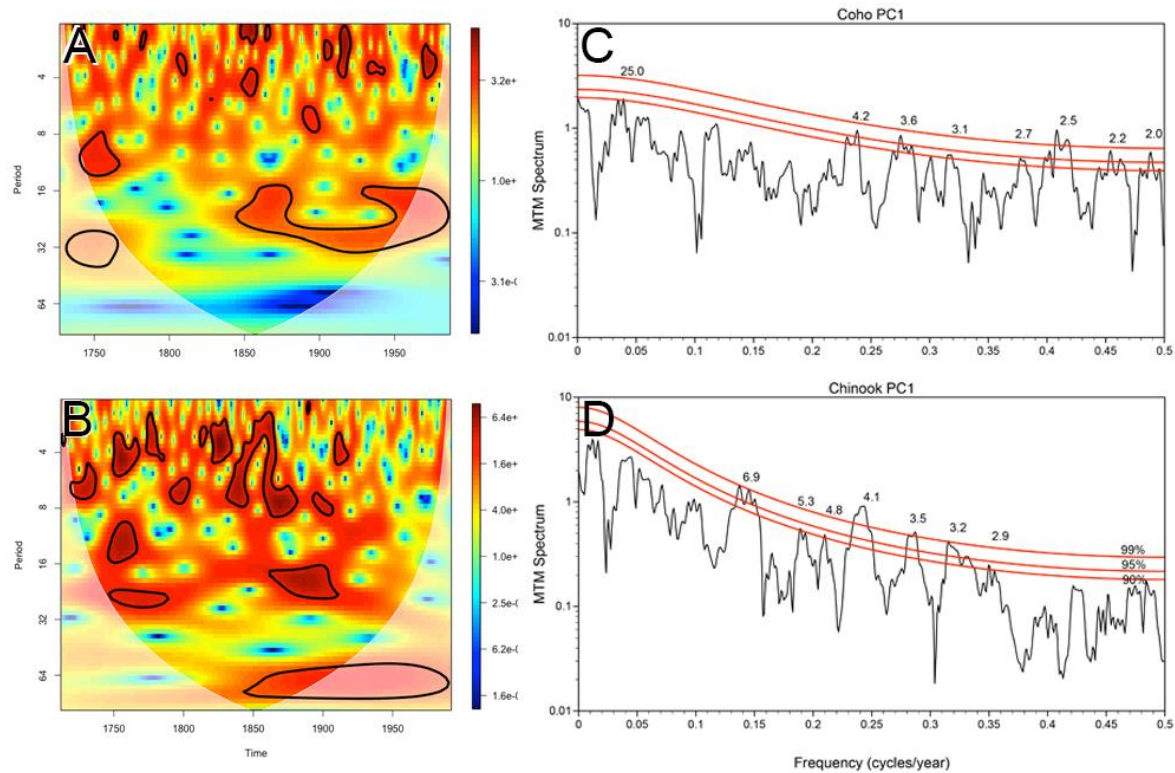 A
Period
4
8
16
32
64
1750 1800 1850 1900 1950
3.2e+
1.0e+
3.1e-(
B
Period
4
8
16
32
64
1750 1800 1850 1900 1950
Time
6.4e+
1.6e+
4.0e+
1.0e+
2.5e-
6.2e-(
1.6e-(
C
Coho PC1
MTM Spectrum
10
1
0.1
0.01
25.0 4.2 3.6 3.1 2.7 2.5 2.2 2.0
0 0.05 0.1 0.15 0.2 0.25 0.3 0.35 0.4 0.45 0.5
D
Chinook PC1
MTM Spectrum
10
1
0.1
0.01
6.9 5.3 4.8 4.1 3.5 3.2 2.9
99%
95%
90%
0 0.05 0.1 0.15 0.2 0.25 0.3 0.35 0.4 0.45 0.5
Frequency (cycles/year)